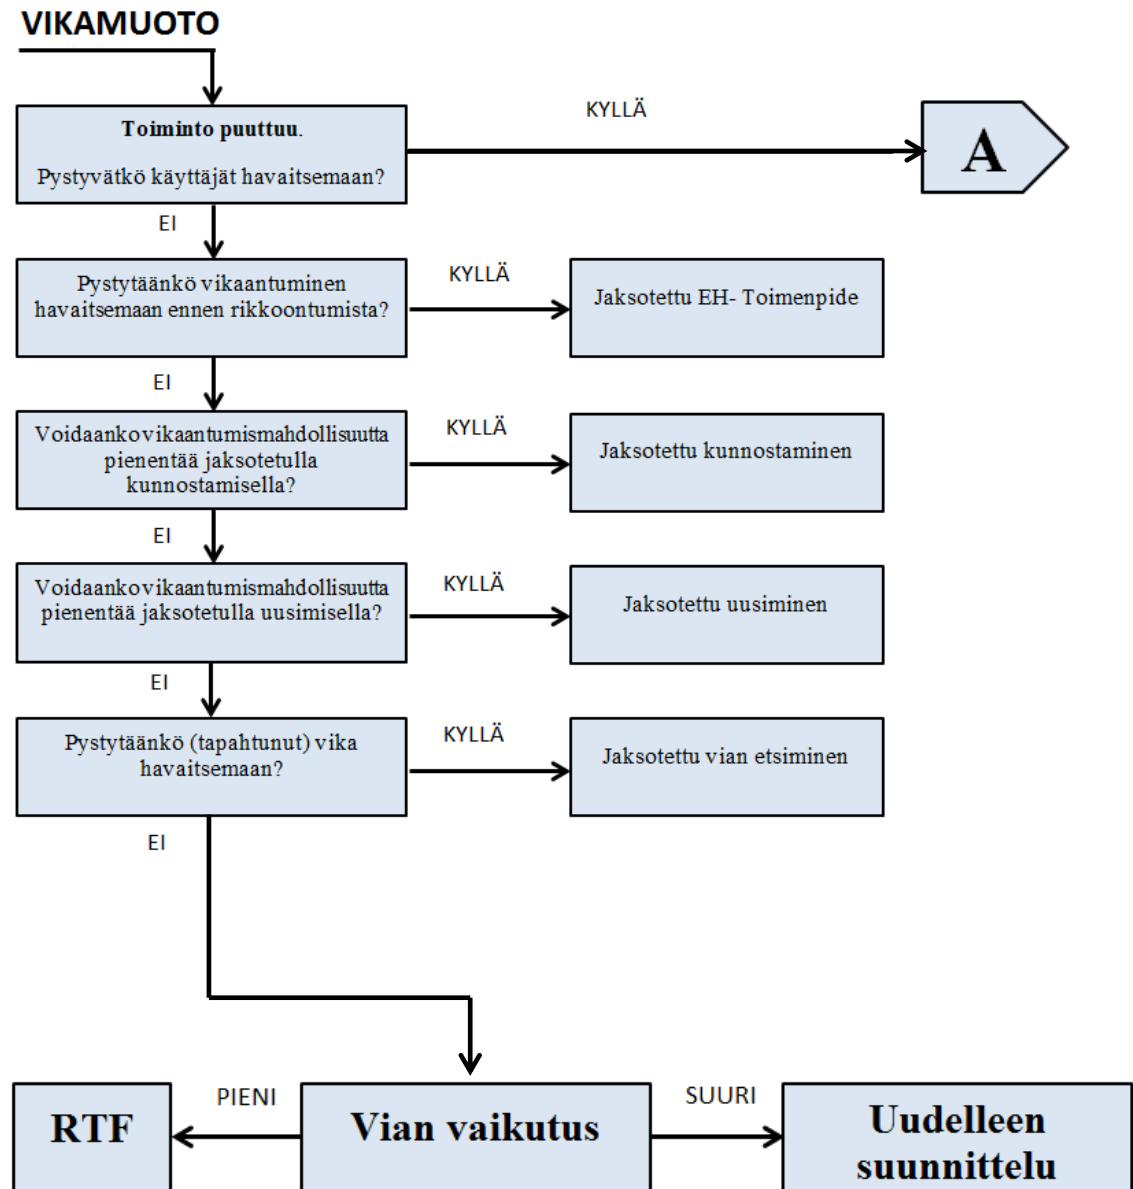 VIKAMUOTO
Toiminto puuttuu.
Pystyvätkö käyttäjät havaitsemaan?
KYLLÄ
A
EI
Pystytäänkö vikaantuminen
havaitsemaan ennen rikkoontumista?
KYLLÄ
Jaksotettu EH- Toimenpide
EI
Voidaanko vikaantumismahdollisuutta
pienentää jaksotetulla
kunnostamisella?
KYLLÄ
Jaksotettu kunnostaminen
EI
Voidaanko vikaantumismahdollisuutta
pienentää jaksotetulla uusimisella?
KYLLÄ
Jaksotettu uusiminen
EI
Pystytäänkö (tapahtunut) vika
havaitsemaan?
KYLLÄ
Jaksotettu vian etsiminen
EI
RTF
PIENI
Vian vaikutus
SUURI
Uudelleen
suunnittelu